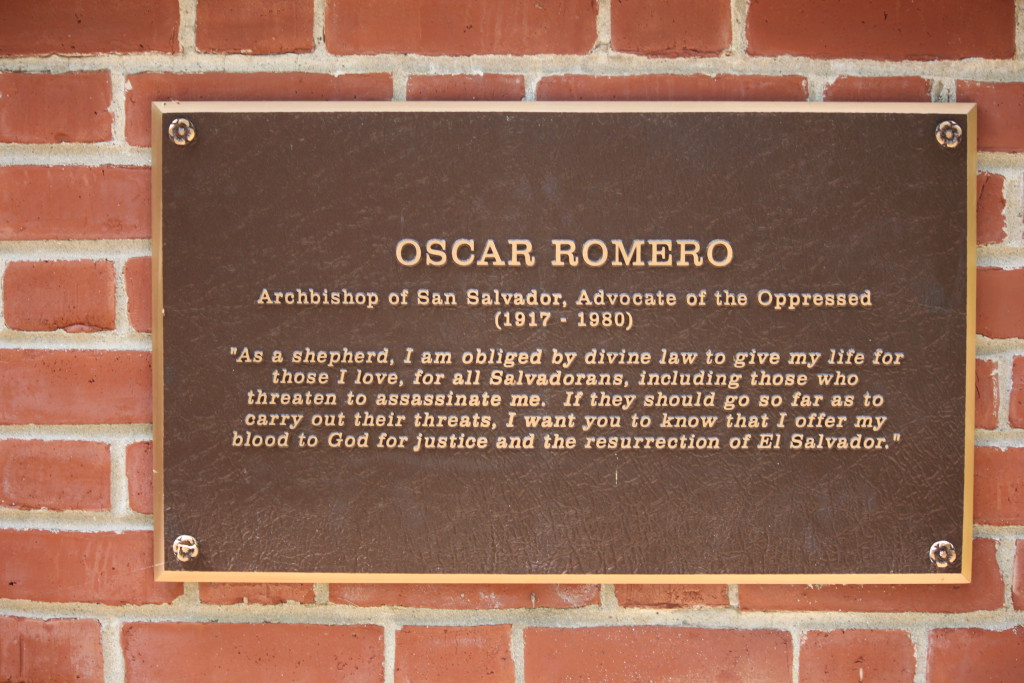 OSCAR ROMERO
Archbishop of San Salvador, Advocate of the Oppressed
(1917 - 1980)
"As a shepherd, I am obliged by divine law to give my life for
those I love, for all Salvadorans, including those who
threaten to assassinate me. If they should go so far as to
carry out their threats, I want you to know that I offer my
blood to God for justice and the resurrection of El Salvador."